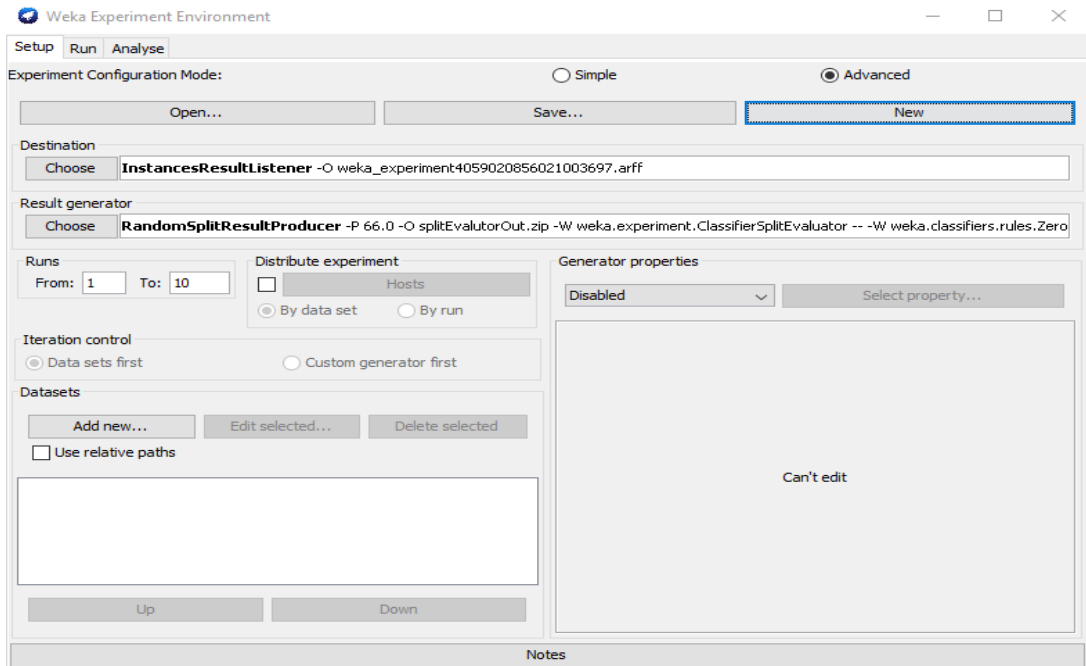 Weka Experiment Environment
Setup Run Analyse
Experiment Configuration Mode: Simple Advanced
Open... Save... New
Destination
Choose InstancesResultListener -O weka_experiment4059020856021003697.arff
Result generator
Choose RandomSplitResultProducer -P 66.0 -O splitEvalutorOut.zip -W weka.experiment.ClassifierSplitEvaluator -- -W weka.classifiers.rules.Zero
Runs
From: 1 To: 10
Distribute experiment
Hosts
By data set By run
Generator properties
Disabled Select property...
Iteration control
Data sets first Custom generator first
Datasets
Add new... Edit selected... Delete selected
Use relative paths
Can't edit
Up Down
Notes